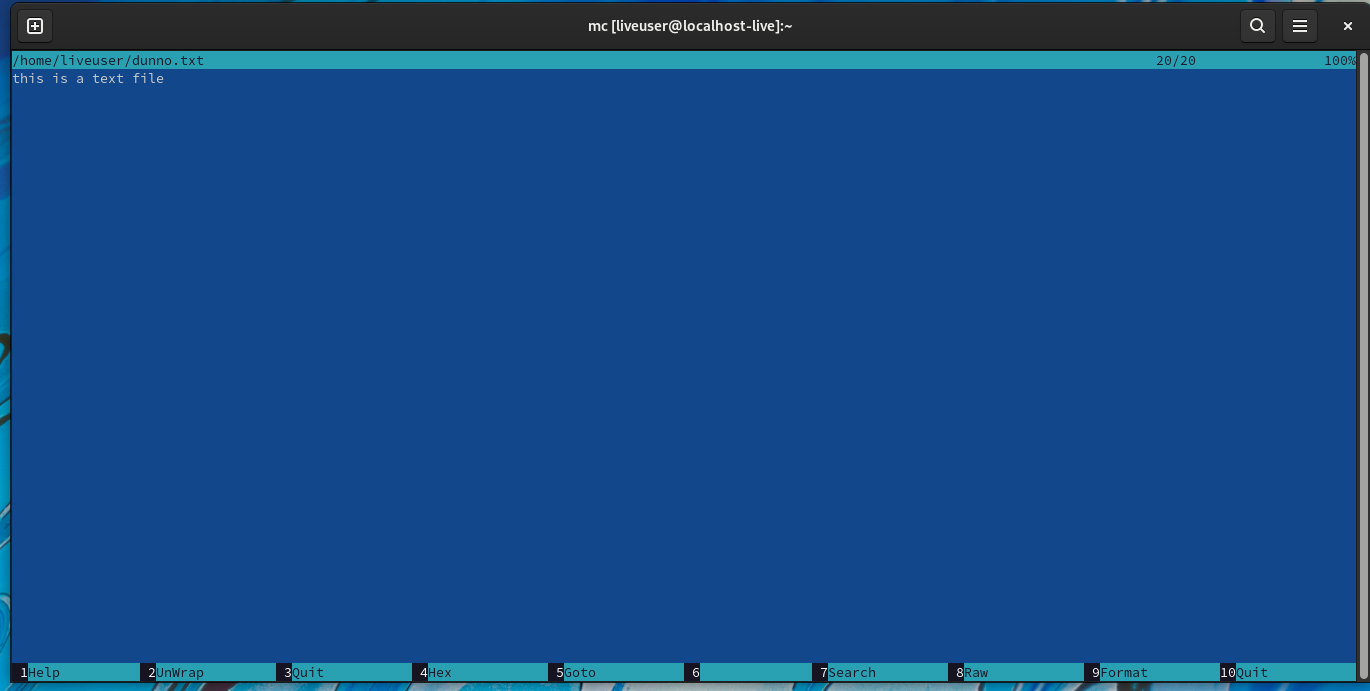 mc [liveuser@localhost-live]:~
/home/liveuser/dunno.txt 20/20 100%
this is a text file
1Help 2UnWrap 3Quit 4Hex 5Goto 6 7Search 8Raw 9Format 10Quit